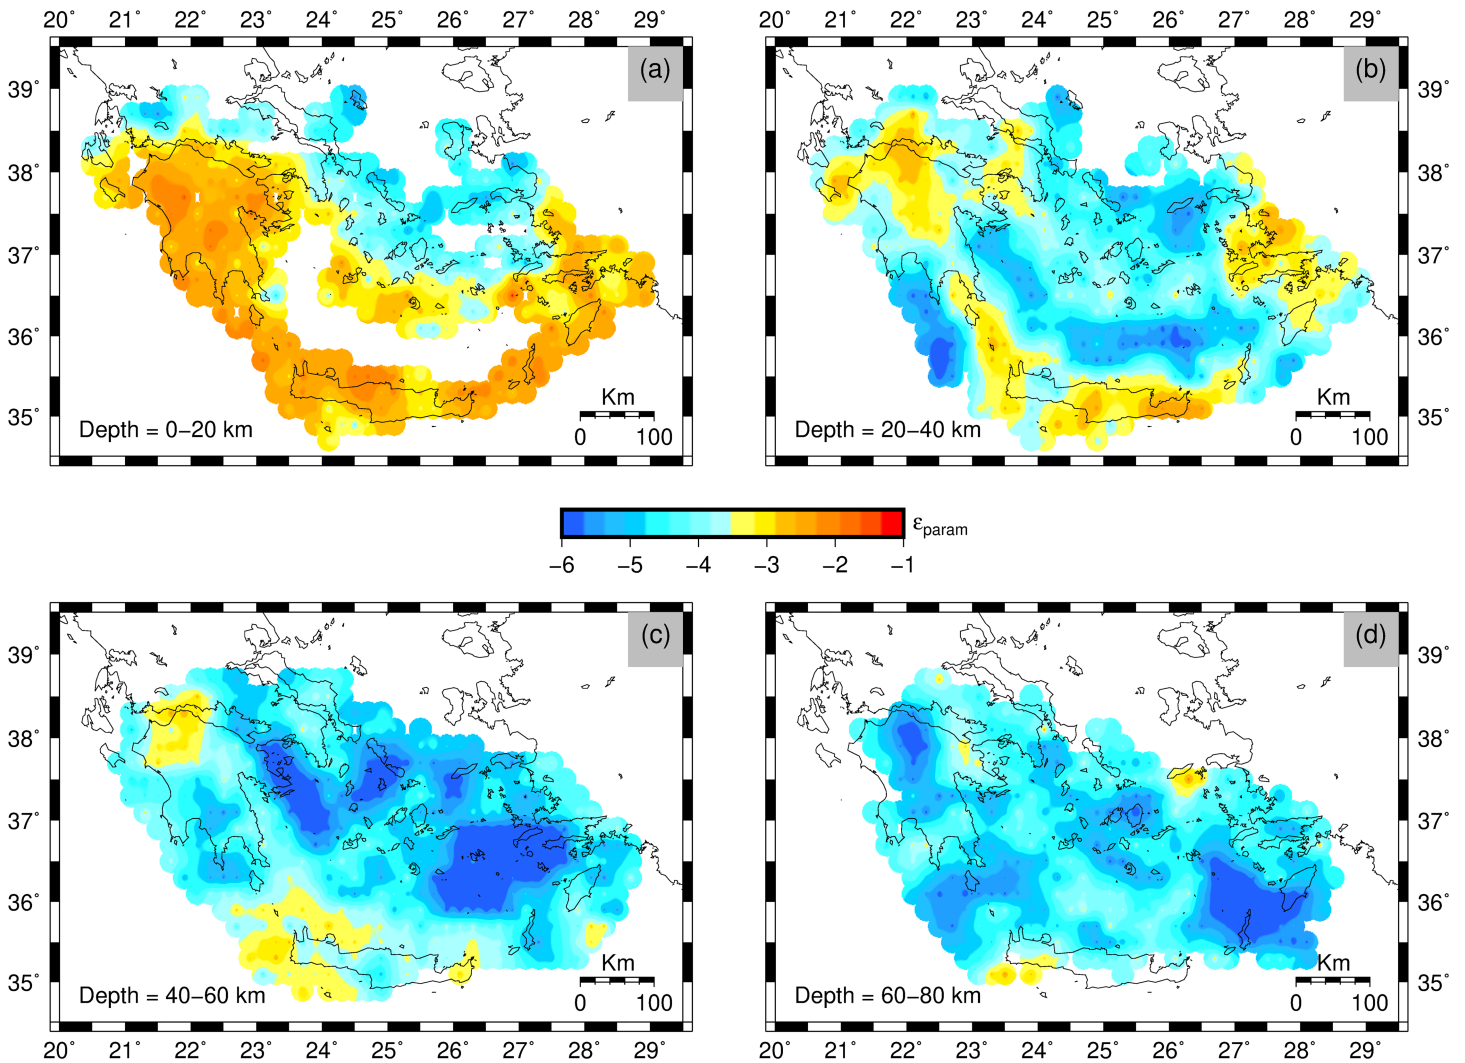 20° 21° 22° 23° 24° 25° 26° 27° 28° 29° 20° 21° 22° 23° 24° 25° 26° 27° 28° 29°
(a) (b)
39° 39°
38° 38°
37° 37°
36° 36°
35° 35°
Km Km
0 100 0 100
Depth = 0−20 km Depth = 20−40 km
εparam
−6 −5 −4 −3 −2 −1
(c) (d)
39° 39°
38° 38°
37° 37°
36° 36°
35° 35°
Km Km
0 100 0 100
Depth = 40−60 km Depth = 60−80 km
20° 21° 22° 23° 24° 25° 26° 27° 28° 29° 20° 21° 22° 23° 24° 25° 26° 27° 28° 29°